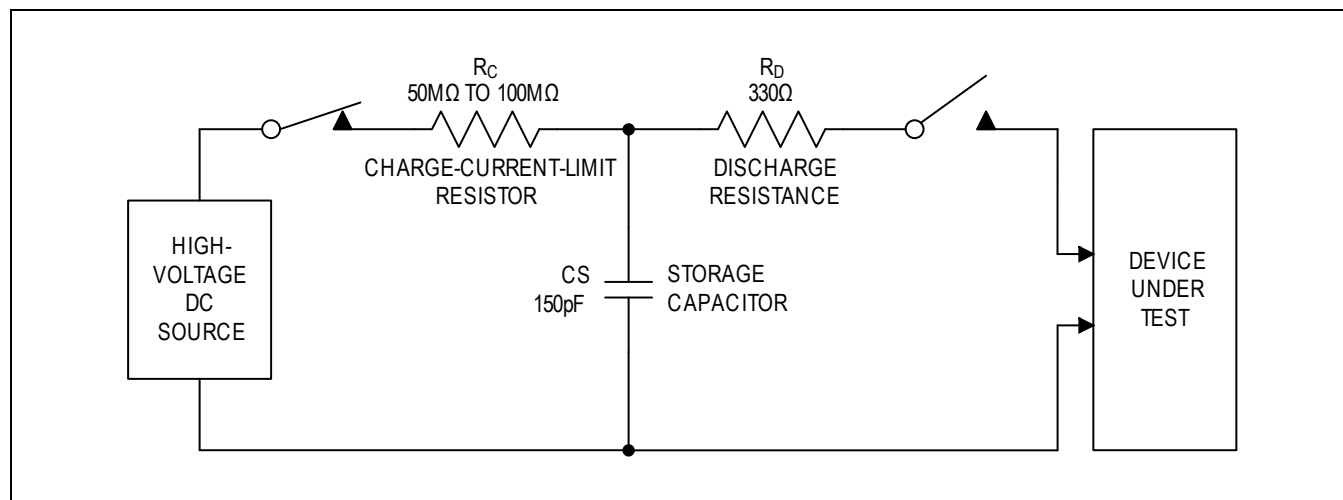 R_C
50MΩ TO 100MΩ
CHARGE-CURRENT-LIMIT
RESISTOR
R_D
330Ω
DISCHARGE
RESISTANCE
HIGH-
VOLTAGE
DC
SOURCE
CS
150pF
STORAGE
CAPACITOR
DEVICE
UNDER
TEST